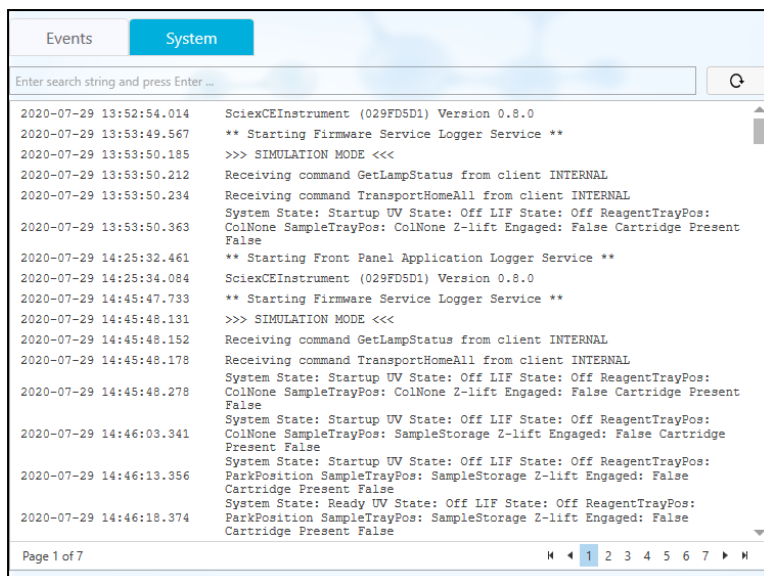 Events System
Enter search string and press Enter ...
2020-07-29 13:52:54.014 SciexCEInstrument (029FD5D1) Version 0.8.0
2020-07-29 13:53:49.567 ** Starting Firmware Service Logger Service **
2020-07-29 13:53:50.185 >>> SIMULATION MODE <<<
2020-07-29 13:53:50.212 Receiving command GetLampStatus from client INTERNAL
2020-07-29 13:53:50.234 Receiving command TransportHomeAll from client INTERNAL
System State: Startup UV State: Off LIF State: Off ReagentTrayPos:
2020-07-29 13:53:50.363 ColNone SampleTrayPos: ColNone Z-lift Engaged: False Cartridge Present
False
2020-07-29 14:25:32.461 ** Starting Front Panel Application Logger Service **
2020-07-29 14:25:34.084 SciexCEInstrument (029FD5D1) Version 0.8.0
2020-07-29 14:45:47.733 ** Starting Firmware Service Logger Service **
2020-07-29 14:45:48.131 >>> SIMULATION MODE <<<
2020-07-29 14:45:48.152 Receiving command GetLampStatus from client INTERNAL
2020-07-29 14:45:48.178 Receiving command TransportHomeAll from client INTERNAL
System State: Startup UV State: Off LIF State: Off ReagentTrayPos:
2020-07-29 14:45:48.278 ColNone SampleTrayPos: ColNone Z-lift Engaged: False Cartridge Present
False
System State: Startup UV State: Off LIF State: Off ReagentTrayPos:
2020-07-29 14:46:03.341 ColNone SampleTrayPos: SampleStorage Z-lift Engaged: False Cartridge
Present False
System State: Startup UV State: Off LIF State: Off ReagentTrayPos:
2020-07-29 14:46:13.356 ParkPosition SampleTrayPos: SampleStorage Z-lift Engaged: False
Cartridge Present False
System State: Ready UV State: Off LIF State: Off ReagentTrayPos:
2020-07-29 14:46:18.374 ParkPosition SampleTrayPos: SampleStorage Z-lift Engaged: False
Cartridge Present False
Page 1 of 7 1 2 3 4 5 6 7